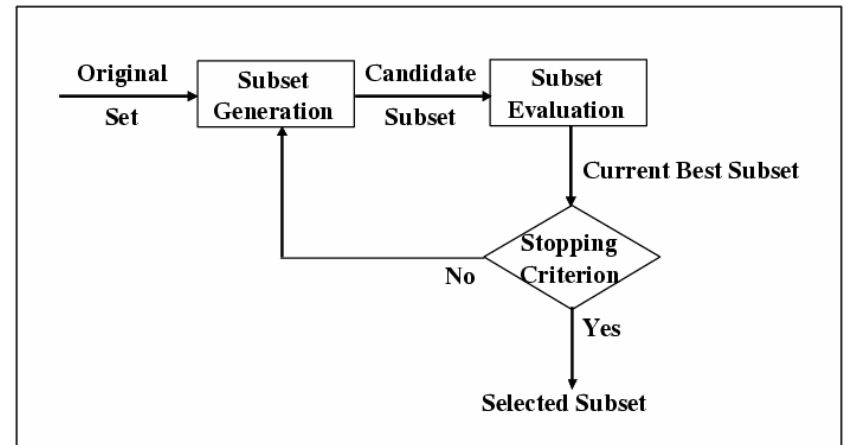 Original
Set
Subset
Generation
Candidate
Subset
Subset
Evaluation
Current Best Subset
Stopping
Criterion
No
Yes
Selected Subset